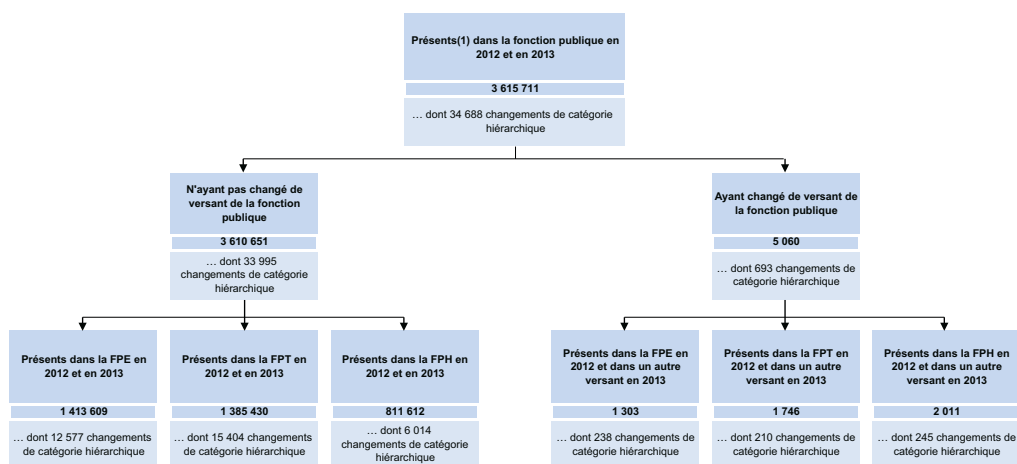 Présents(1) dans la fonction publique en
2012 et en 2013
3 615 711
… dont 34 688 changements de catégorie
hiérarchique
N'ayant pas changé de
versant de la fonction
publique
3 610 651
… dont 33 995
changements de catégorie
hiérarchique
Ayant changé de versant de
la fonction publique
5 060
… dont 693 changements de
catégorie hiérarchique
Présents dans la FPE en
2012 et en 2013
1 413 609
… dont 12 577 changements
de catégorie hiérarchique
Présents dans la FPT en
2012 et en 2013
1 385 430
… dont 15 404 changements
de catégorie hiérarchique
Présents dans la FPH en
2012 et en 2013
811 612
… dont 6 014
changements de catégorie
hiérarchique
Présents dans la FPE en
2012 et dans un autre
versant en 2013
1 303
… dont 238 changements de
catégorie hiérarchique
Présents dans la FPT en
2012 et dans un autre
versant en 2013
1 746
… dont 210 changements de
catégorie hiérarchique
Présents dans la FPH en
2012 et dans un autre
versant en 2013
2 011
… dont 245 changements de
catégorie hiérarchique